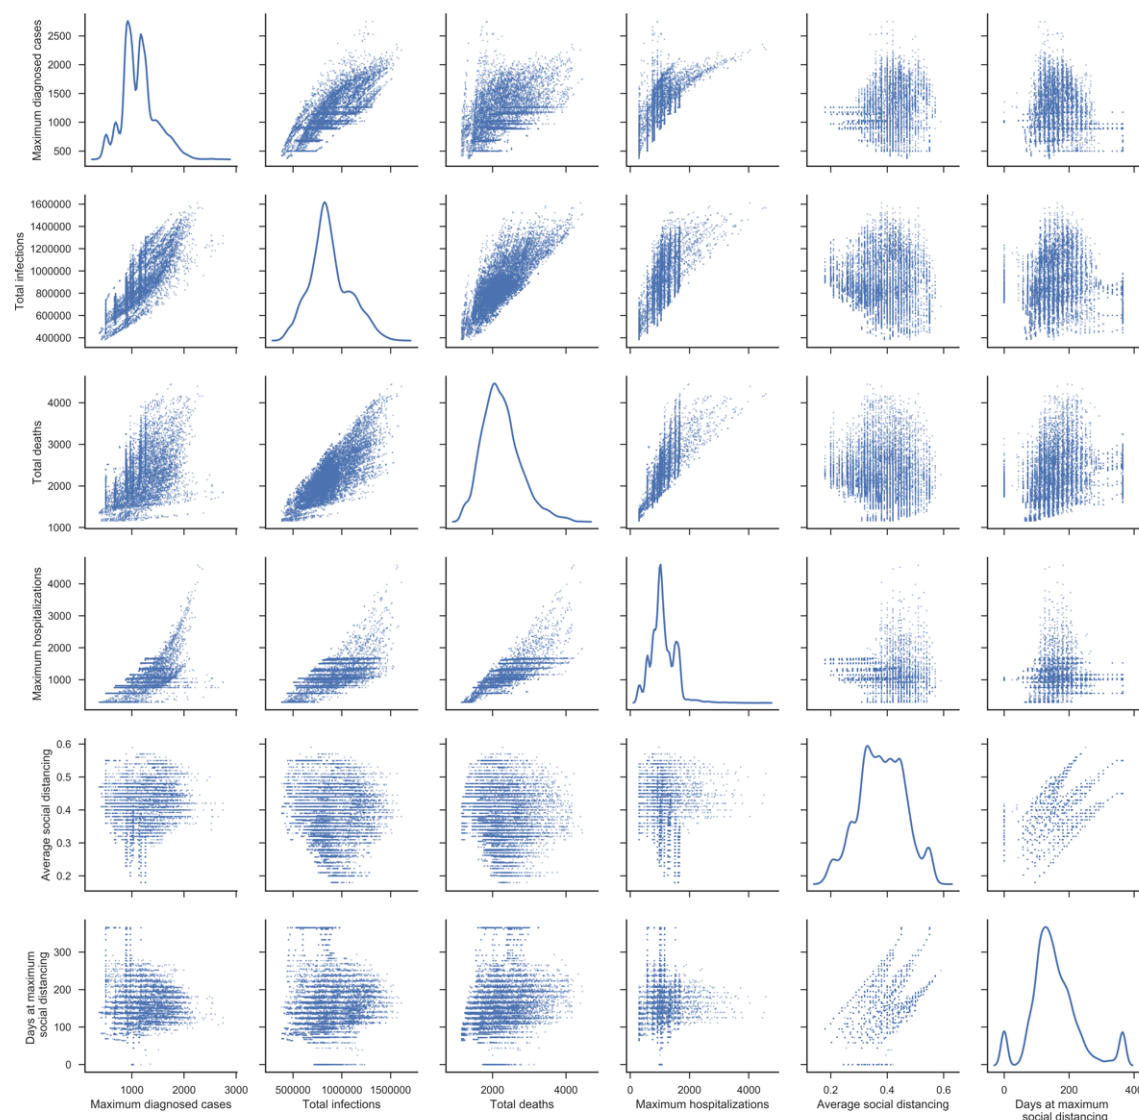 Maximum diagnosed cases
2500
2000
1500
1000
500
Total infections
1600000
1400000
1200000
1000000
800000
600000
400000
Total deaths
4000
3000
2000
1000
Maximum hospitalizations
4000
3000
2000
1000
Average social distancing
0.6
0.5
0.4
0.3
0.2
Days at maximum
social distancing
300
200
100
0
1000 2000 3000
Maximum diagnosed cases
500000 1000000 1500000
Total infections
2000 4000
Total deaths
0 2000 4000
Maximum hospitalizations
0.2 0.4 0.6
Average social distancing
0 200 400
Days at maximum
social distancing